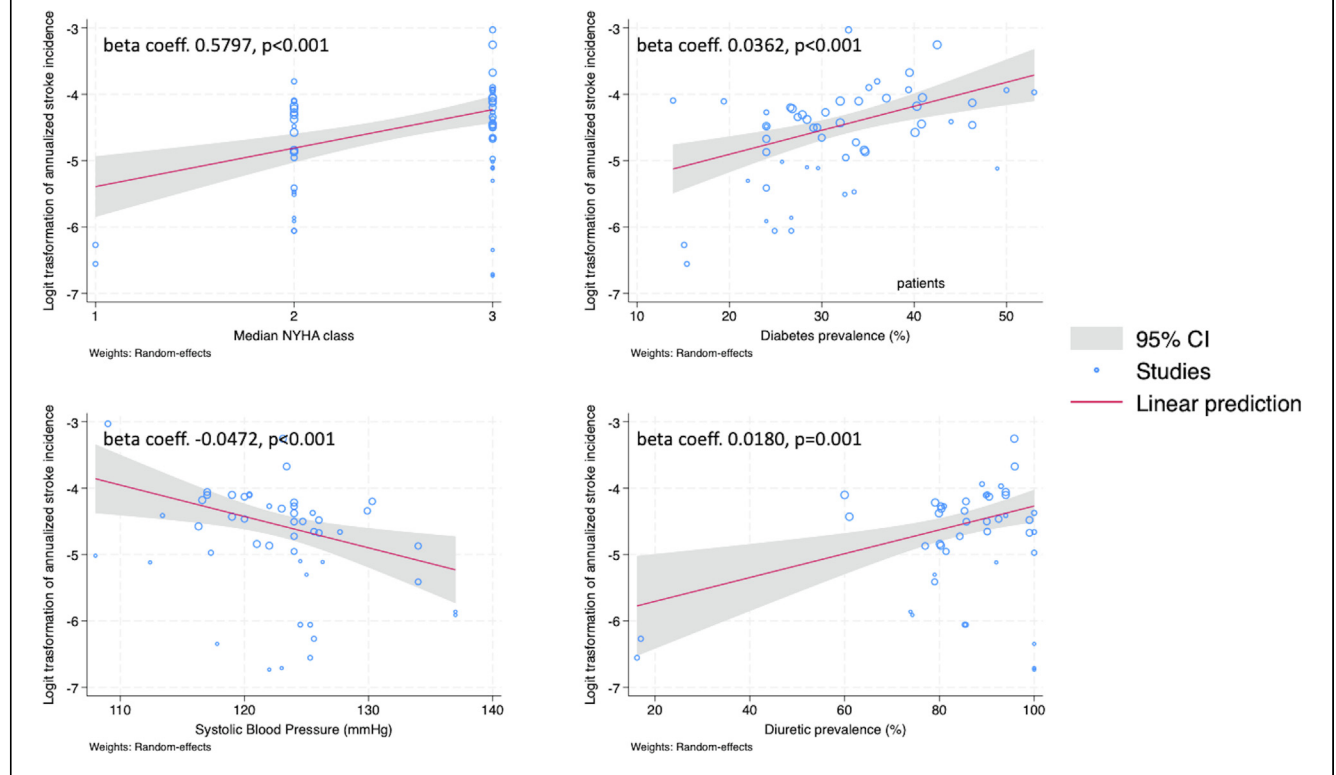 beta coeff. 0.5797, p<0.001
Logit trasformation of annualized stroke incidence
-3
-4
-5
-6
-7
1
2
3
Median NYHA class
Weights: Random-effects
beta coeff. 0.0362, p<0.001
Logit trasformation of annualized stroke incidence
-3
-4
-5
-6
-7
patients
10
20
30
40
50
Diabetes prevalence (%)
Weights: Random-effects
95% CI
Studies
Linear prediction
beta coeff. -0.0472, p<0.001
Logit trasformation of annualized stroke incidence
-3
-4
-5
-6
-7
110
120
130
140
Systolic Blood Pressure (mmHg)
Weights: Random-effects
beta coeff. 0.0180, p=0.001
Logit trasformation of annualized stroke incidence
-3
-4
-5
-6
-7
20
40
60
80
100
Diuretic prevalence (%)
Weights: Random-effects